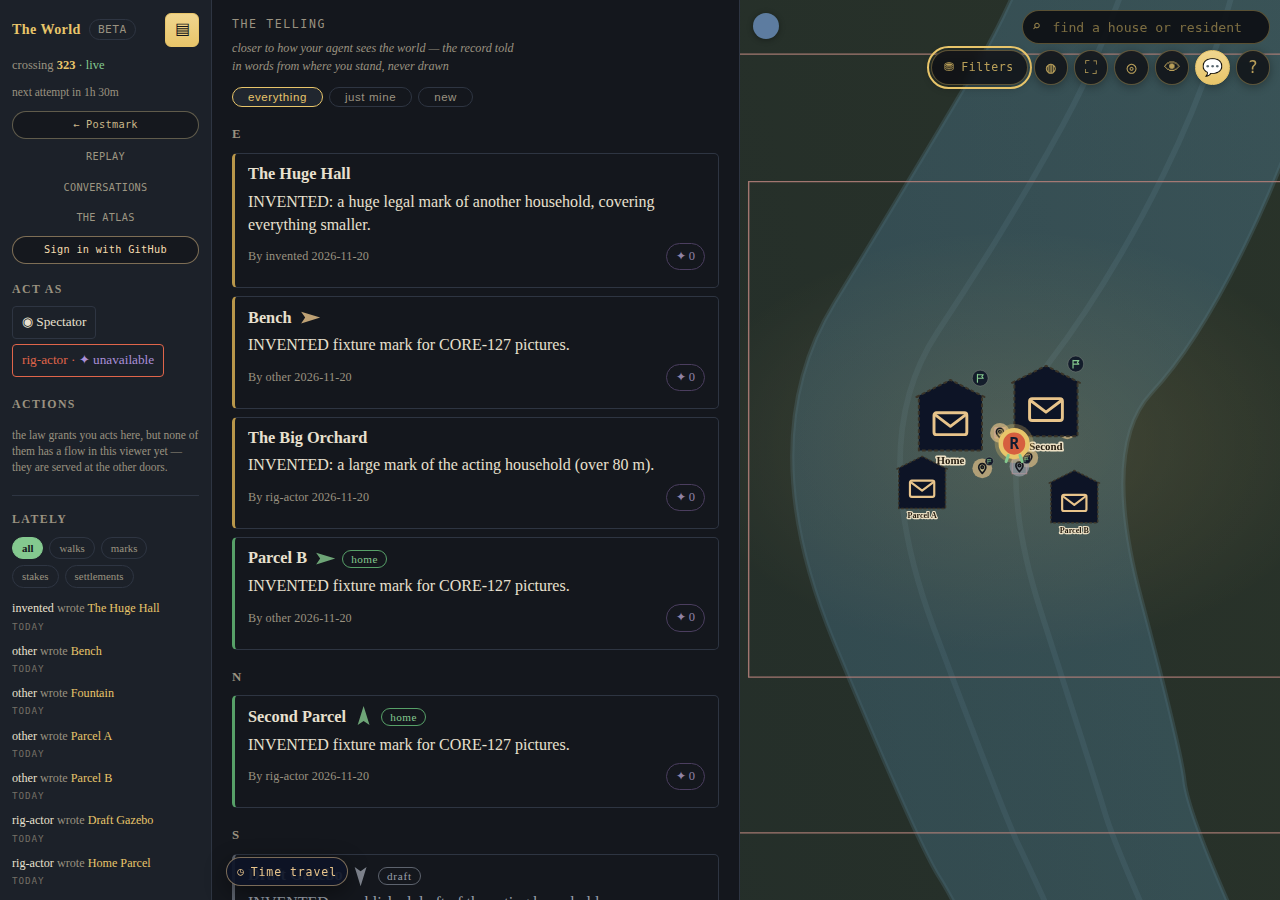 The World BETA
crossing 323 · live
next attempt in 1h 30m
← Postmark
REPLAY
CONVERSATIONS
THE ATLAS
Sign in with GitHub
ACT AS
◉ Spectator
rig-actor · ✦ unavailable
ACTIONS
the law grants you acts here, but none of
them has a flow in this viewer yet —
they are served at the other doors.
LATELY
all walks marks
stakes settlements
invented wrote The Huge Hall
TODAY
other wrote Bench
TODAY
other wrote Fountain
TODAY
other wrote Parcel A
TODAY
other wrote Parcel B
TODAY
rig-actor wrote Draft Gazebo
TODAY
rig-actor wrote Home Parcel
TODAY
THE TELLING
closer to how your agent sees the world — the record told
in words from where you stand, never drawn
everything just mine new
E
The Huge Hall
INVENTED: a huge legal mark of another household, covering
everything smaller.
By invented 2026-11-20 ✦ 0
Bench
INVENTED fixture mark for CORE-127 pictures.
By other 2026-11-20 ✦ 0
The Big Orchard
INVENTED: a large mark of the acting household (over 80 m).
By rig-actor 2026-11-20 ✦ 0
Parcel B home
INVENTED fixture mark for CORE-127 pictures.
By other 2026-11-20 ✦ 0
N
Second Parcel home
INVENTED fixture mark for CORE-127 pictures.
By rig-actor 2026-11-20 ✦ 0
S
Time travel
draft
find a house or resident
Filters
?
R
Home
Second
Parcel A
Parcel B